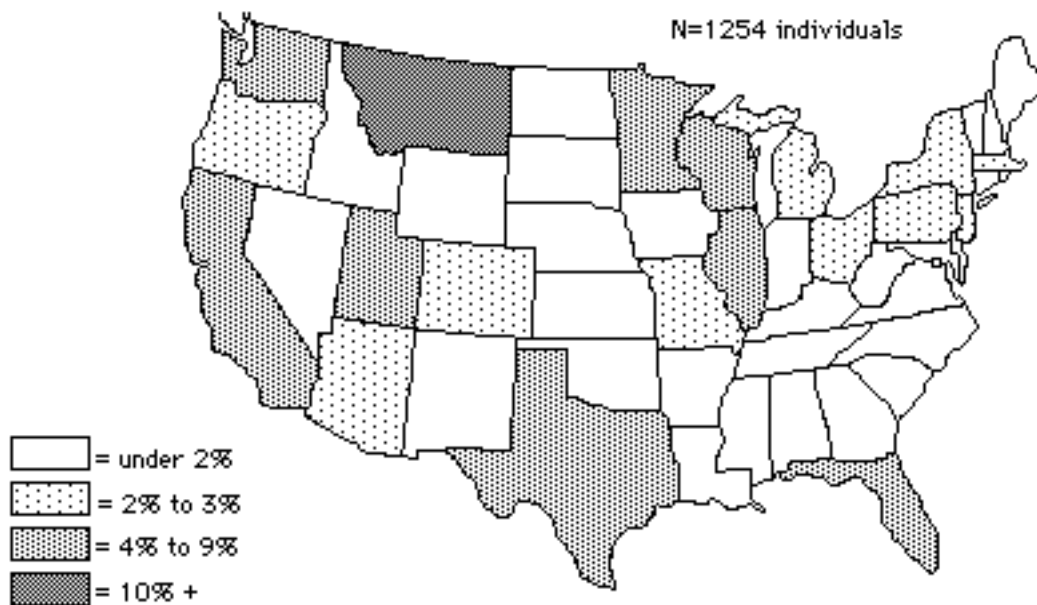 N=1254 individuals
= under 2%
= 2% to 3%
= 4% to 9%
= 10% +